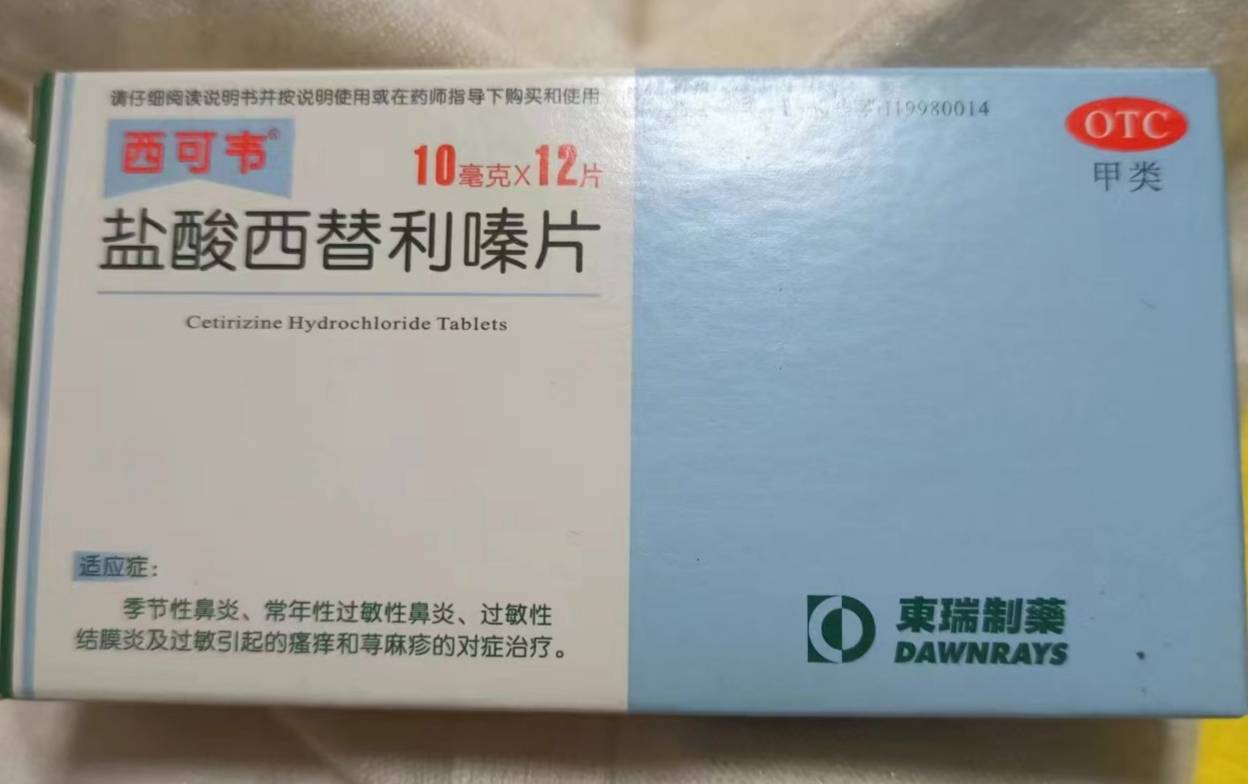 请仔细阅读说明书并按说明使用或在药师指导下购买和使用
西可韦®
10毫克X12片
盐酸西替利嗪片
Cetirizine Hydrochloride Tablets
适应症:
季节性鼻炎、常年性过敏性鼻炎、过敏性
结膜炎及过敏引起的瘙痒和荨麻疹的对症治疗。
H19980014
OTC
甲类
東瑞制藥
DAWNRAYS